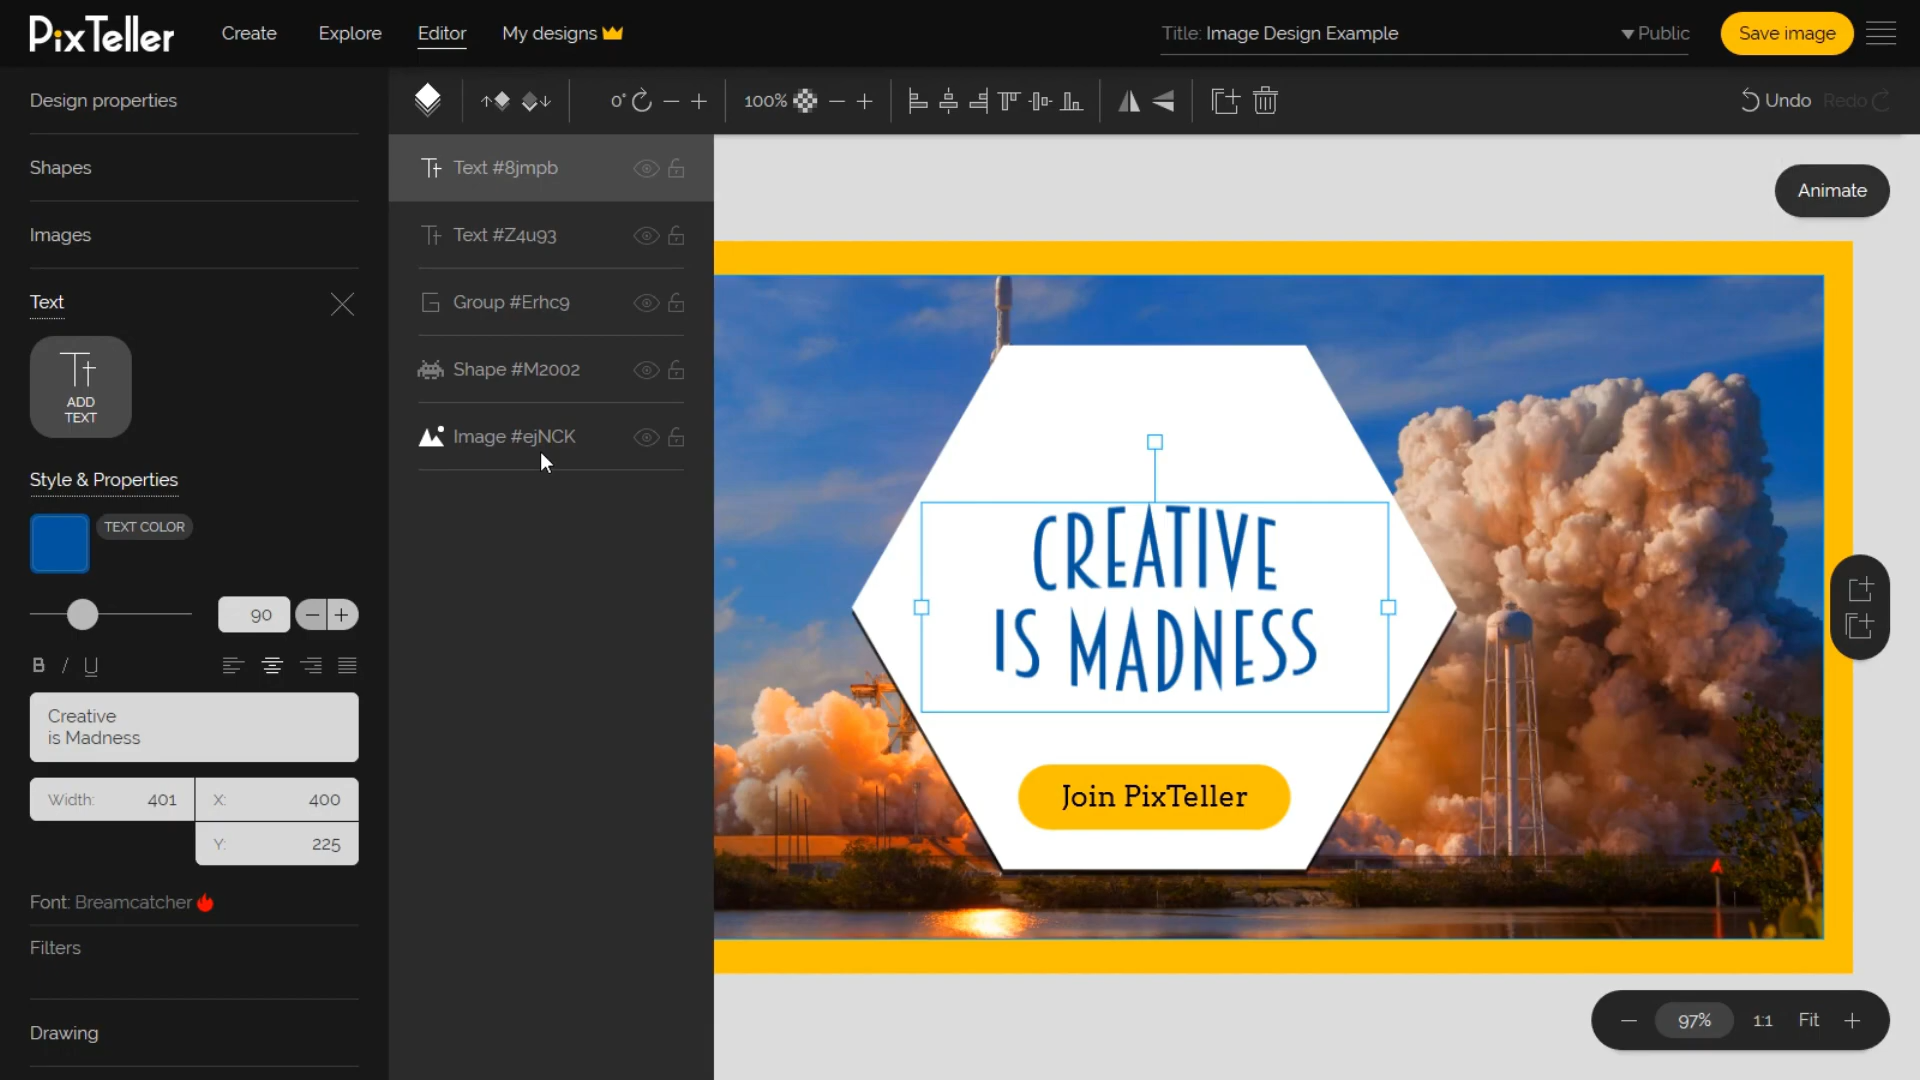 PixTeller
Create
Explore
Editor
My designs
Title: Image Design Example
Public
Save image
Design properties
0°
100%
Undo
Redo
Shapes
Images
Text
ADD
TEXT
Style & Properties
TEXT COLOR
90
B I U
Creative
is Madness
Width: 401
X: 400
Y: 225
Font: Breamcatcher
Filters
Drawing
Text #8jmpb
Text #Z4u93
Group #Erhc9
Shape #M2002
Image #ejNCK
Animate
CREATIVE
IS MADNESS
Join PixTeller
97%
1:1
Fit